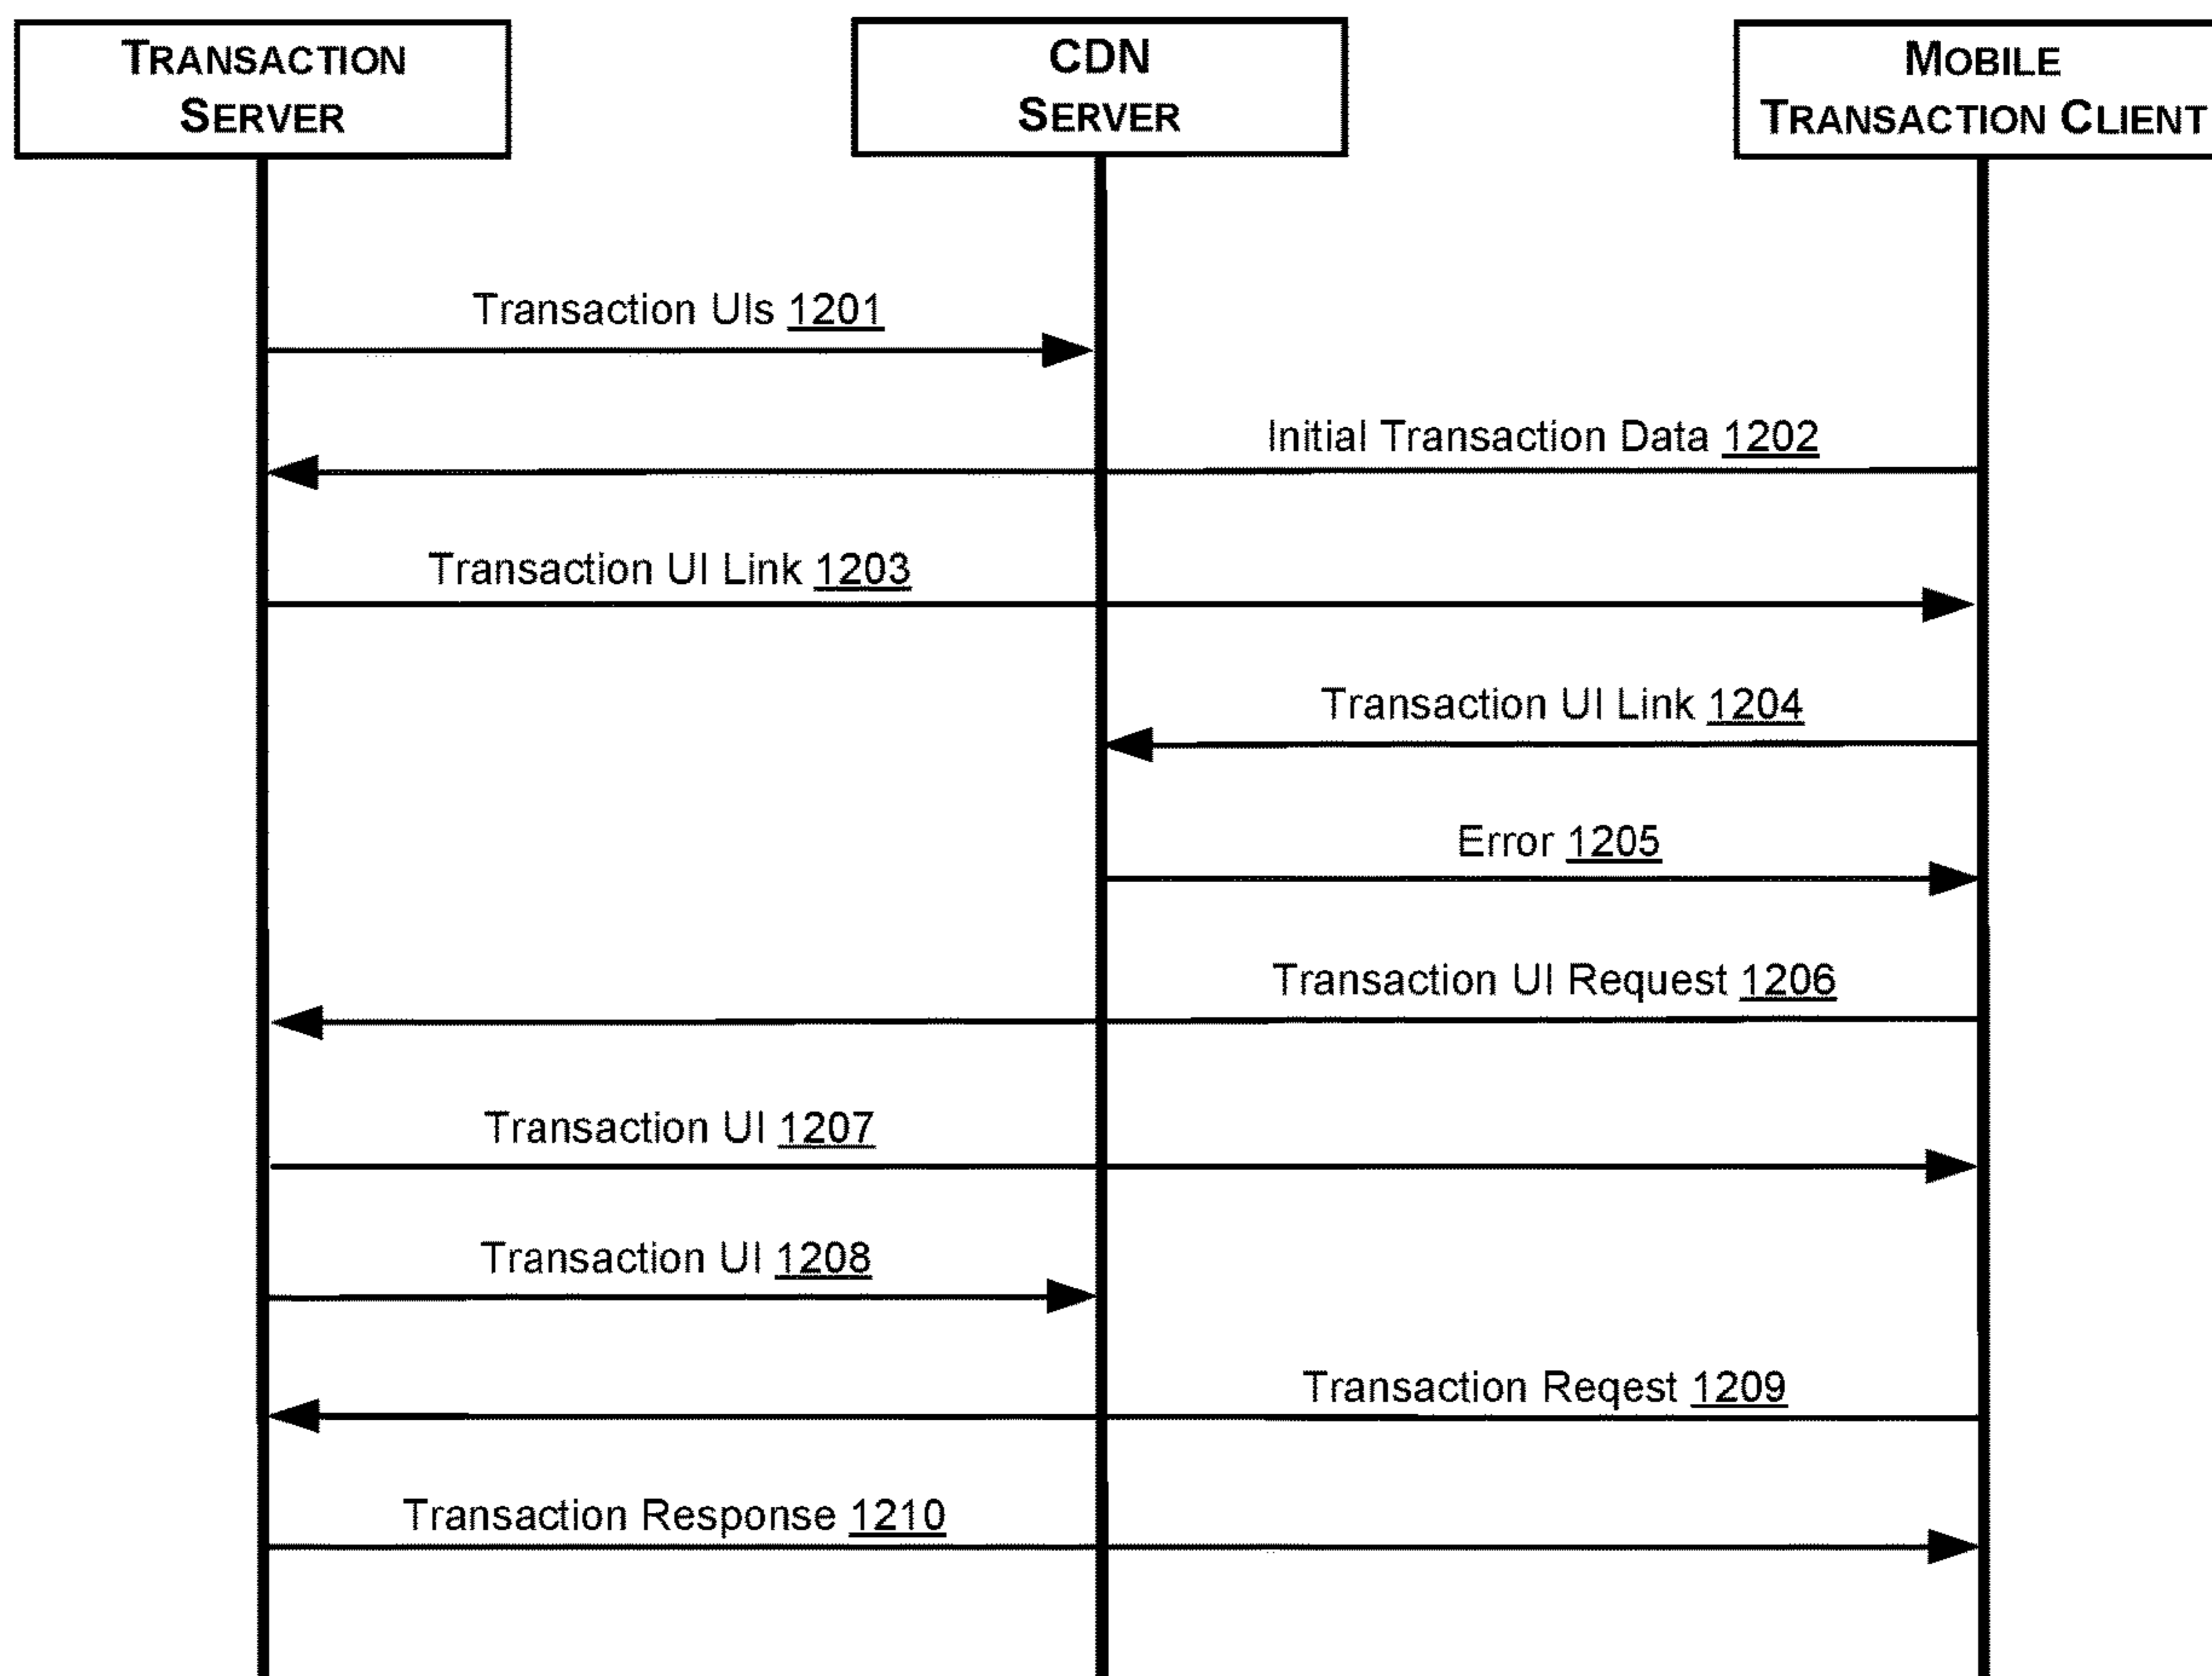 TRANSACTION
SERVER
CDN
SERVER
MOBILE
TRANSACTION CLIENT
Transaction UIs 1201
Initial Transaction Data 1202
Transaction UI Link 1203
Transaction UI Link 1204
Error 1205
Transaction UI Request 1206
Transaction UI 1207
Transaction UI 1208
Transaction Reqest 1209
Transaction Response 1210